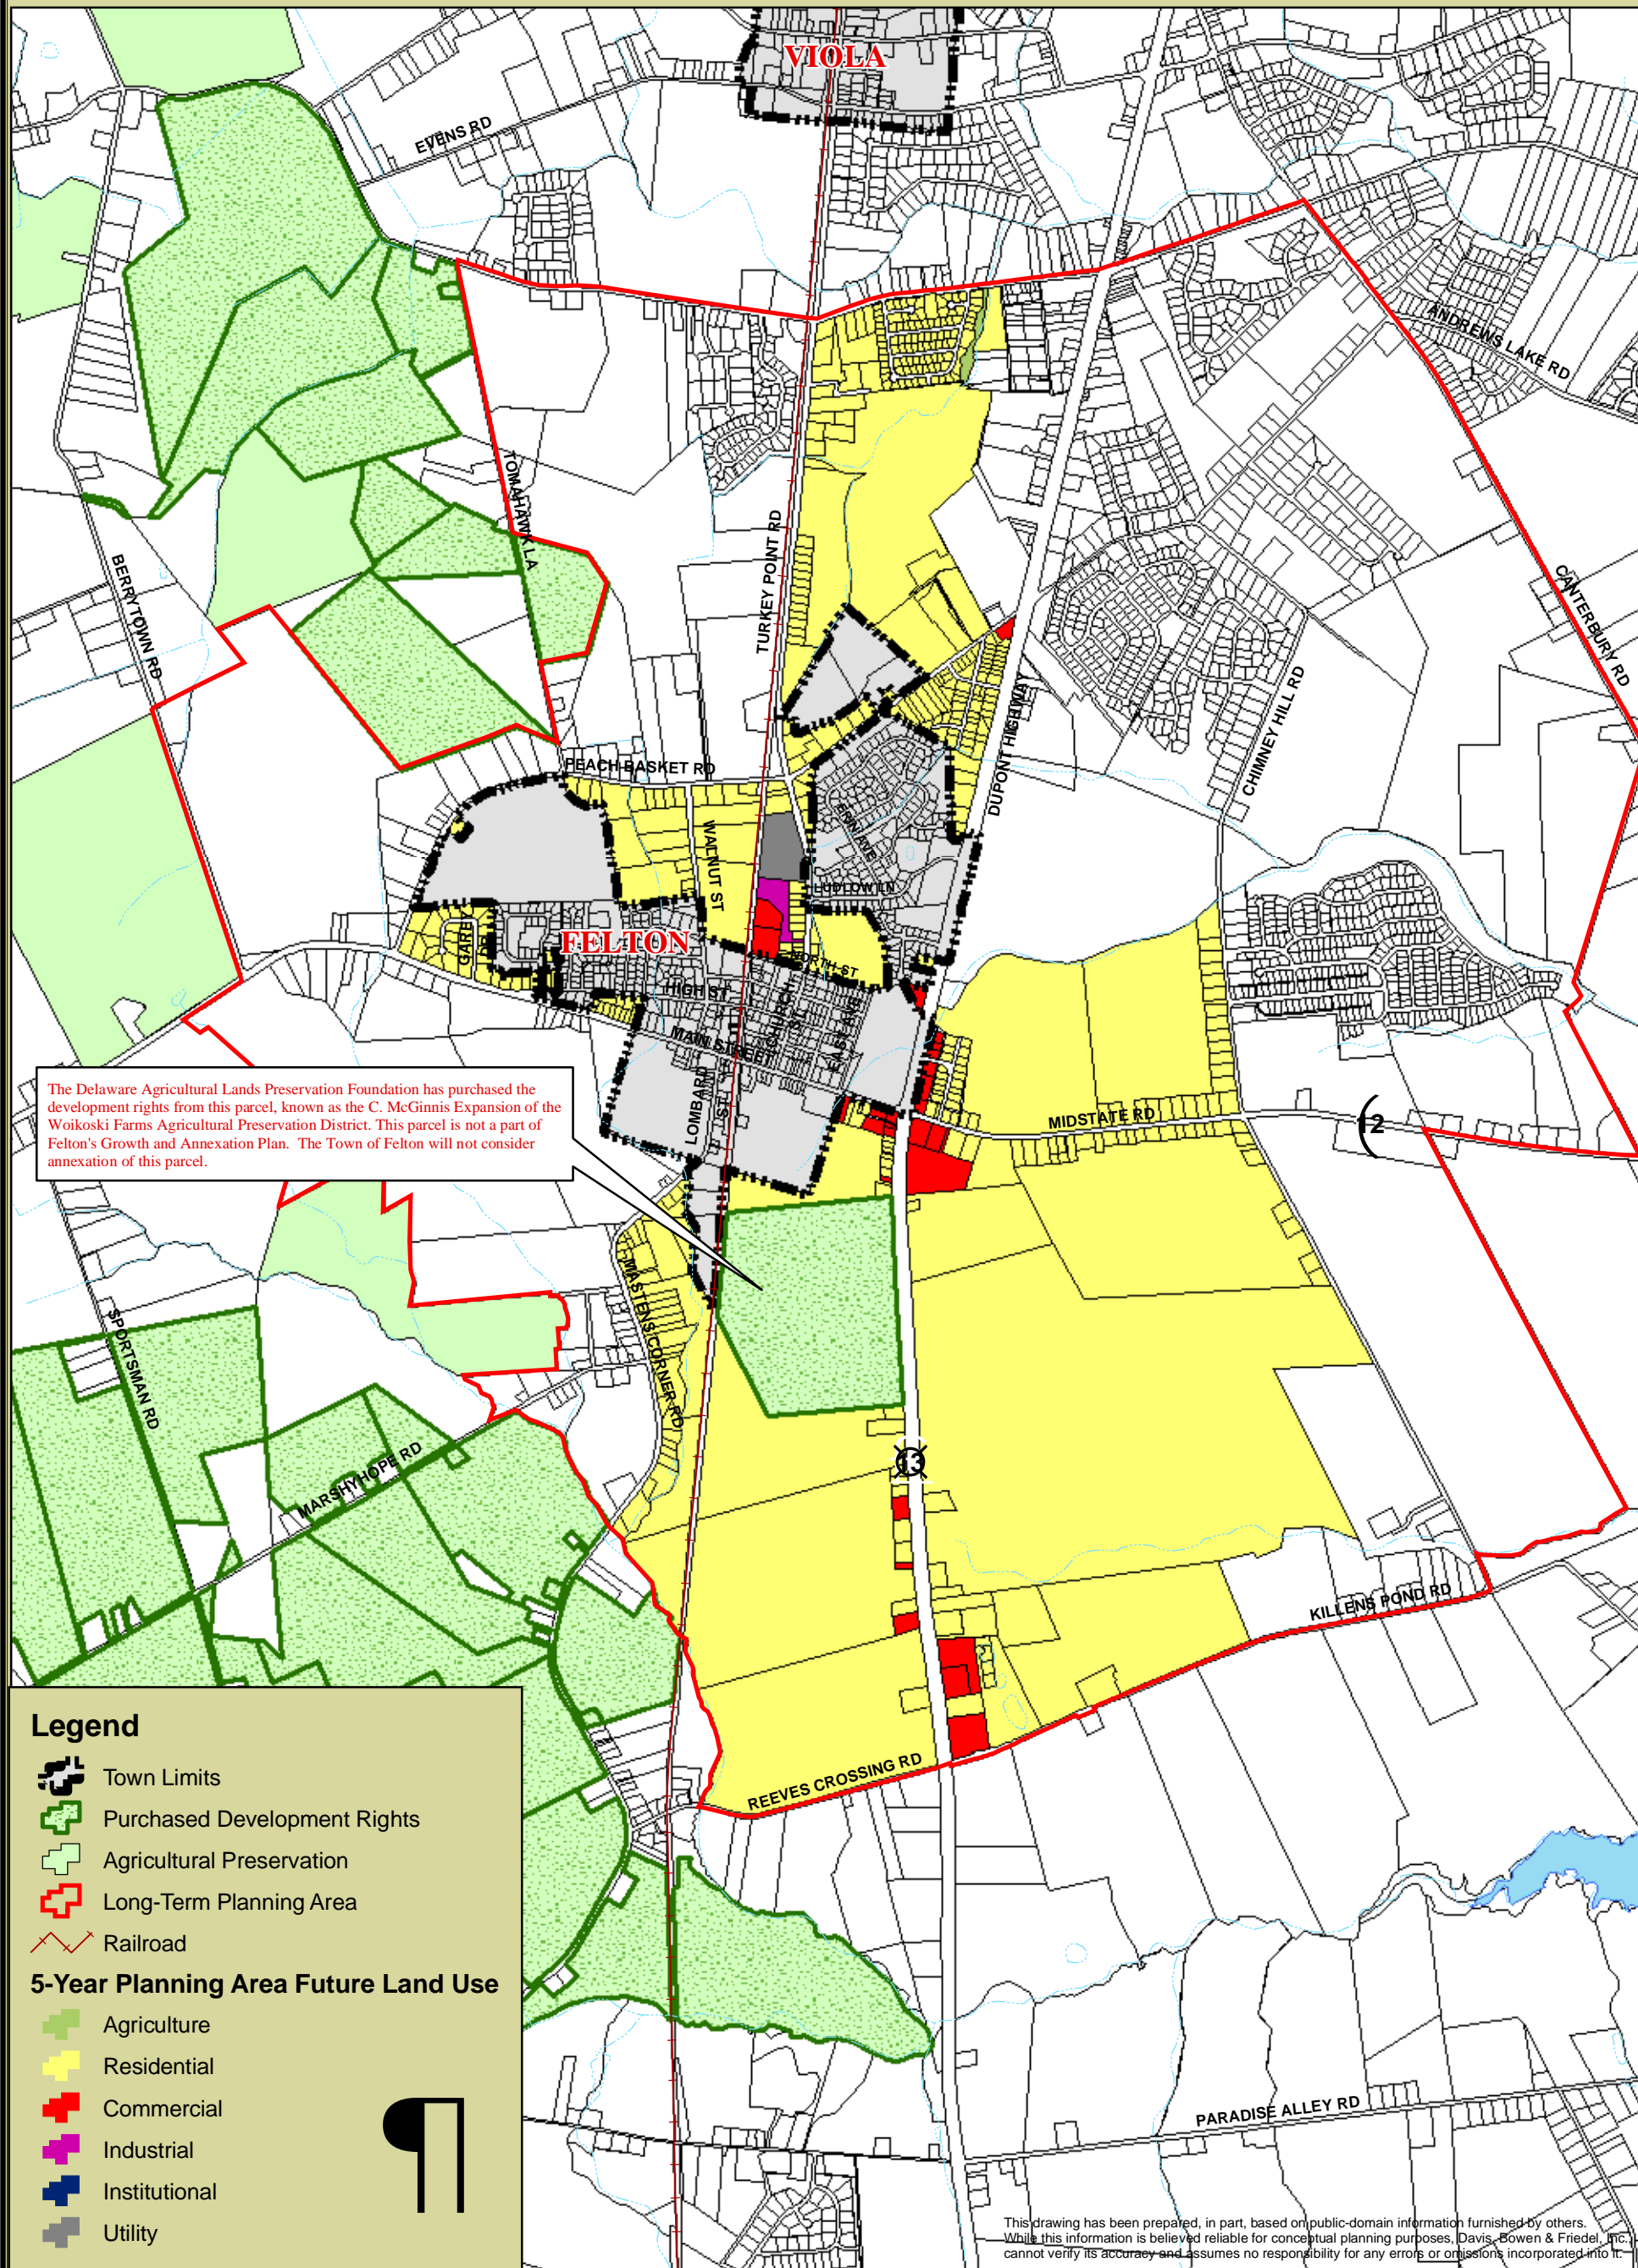 VIOLA
EVENS RD
ANDREWS LAKE RD
TOMAHAWK LA
TURKEY POINT RD
BERRYTOWN RD
CANTERBURY RD
CHIMNEY HILL RD
DUPONT HIGHWAY
PEACH BASKET RD
ERIN AVE
WALNUT ST
LUDLOW LN
GAREY
DR
FELTON
NORTH ST
HIGH ST
CHURCH
ST
EAST AVE
MAIN STREET
LOMBARD
ST
MIDSTATE RD
12
The Delaware Agricultural Lands Preservation Foundation has purchased the
development rights from this parcel, known as the C. McGinnis Expansion of the
Woikoski Farms Agricultural Preservation District. This parcel is not a part of
Felton's Growth and Annexation Plan. The Town of Felton will not consider
annexation of this parcel.
MASTENS CORNER RD
SPORTSMAN RD
MARSHYHOPE RD
13
KILLENS POND RD
REEVES CROSSING RD
PARADISE ALLEY RD
Legend
Town Limits
Purchased Development Rights
Agricultural Preservation
Long-Term Planning Area
Railroad
5-Year Planning Area Future Land Use
Agriculture
Residential
Commercial
Industrial
Institutional
Utility
¶
This drawing has been prepared, in part, based on public-domain information furnished by others.
While this information is believed reliable for conceptual planning purposes, Davis, Bowen & Friedel, Inc.
cannot verify its accuracy and assumes no responsibility for any errors or omissions incorporated into it.